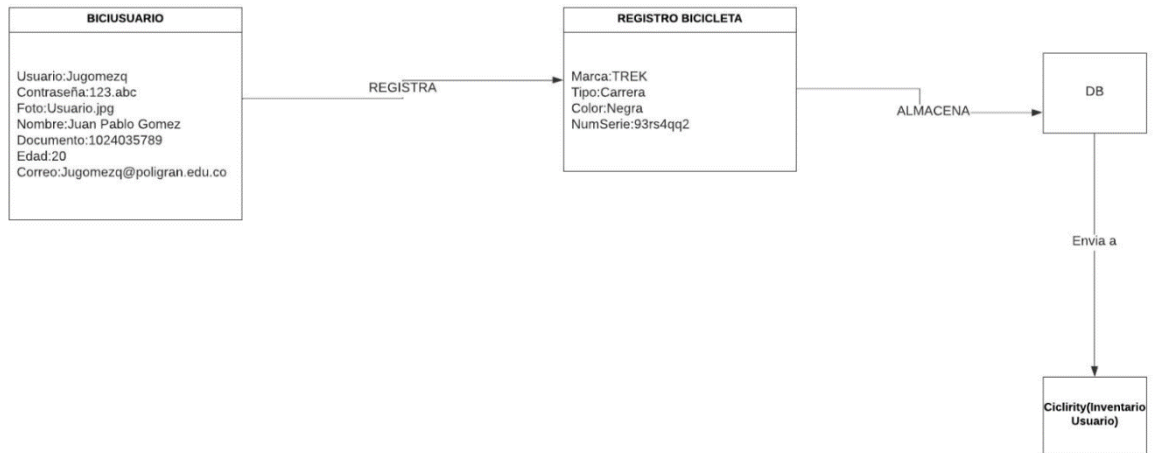 BICIUSUARIO
Usuario:Jugomezq
Contraseña:123.abc
Foto:Usuario.jpg
Nombre:Juan Pablo Gomez
Documento:1024035789
Edad:20
Correo:Jugomezq@poligran.edu.co
REGISTRA
REGISTRO BICICLETA
Marca:TREK
Tipo:Carrera
Color:Negra
NumSerie:93rs4qq2
ALMACENA
DB
Envia a
Ciclirity(Inventario
Usuario)